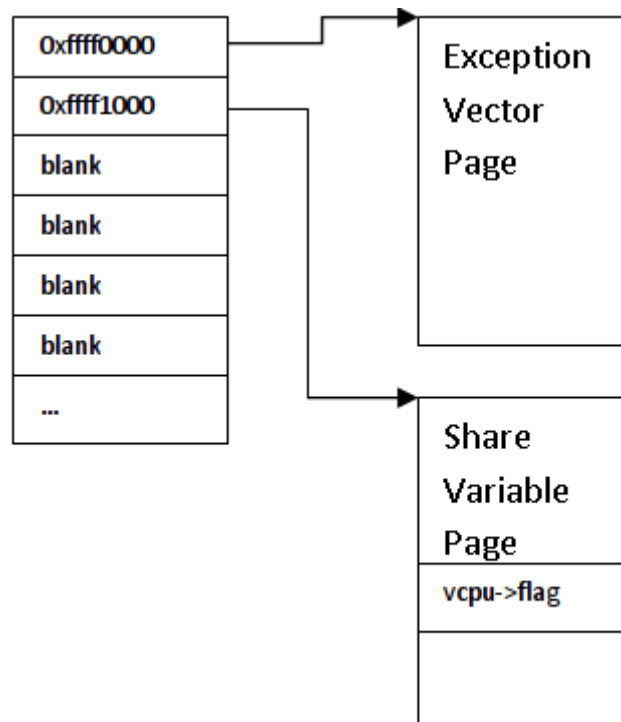 0xffff0000
0xffff1000
blank
blank
blank
blank
...
Exception
Vector
Page
Share
Variable
Page
vcpu->flag